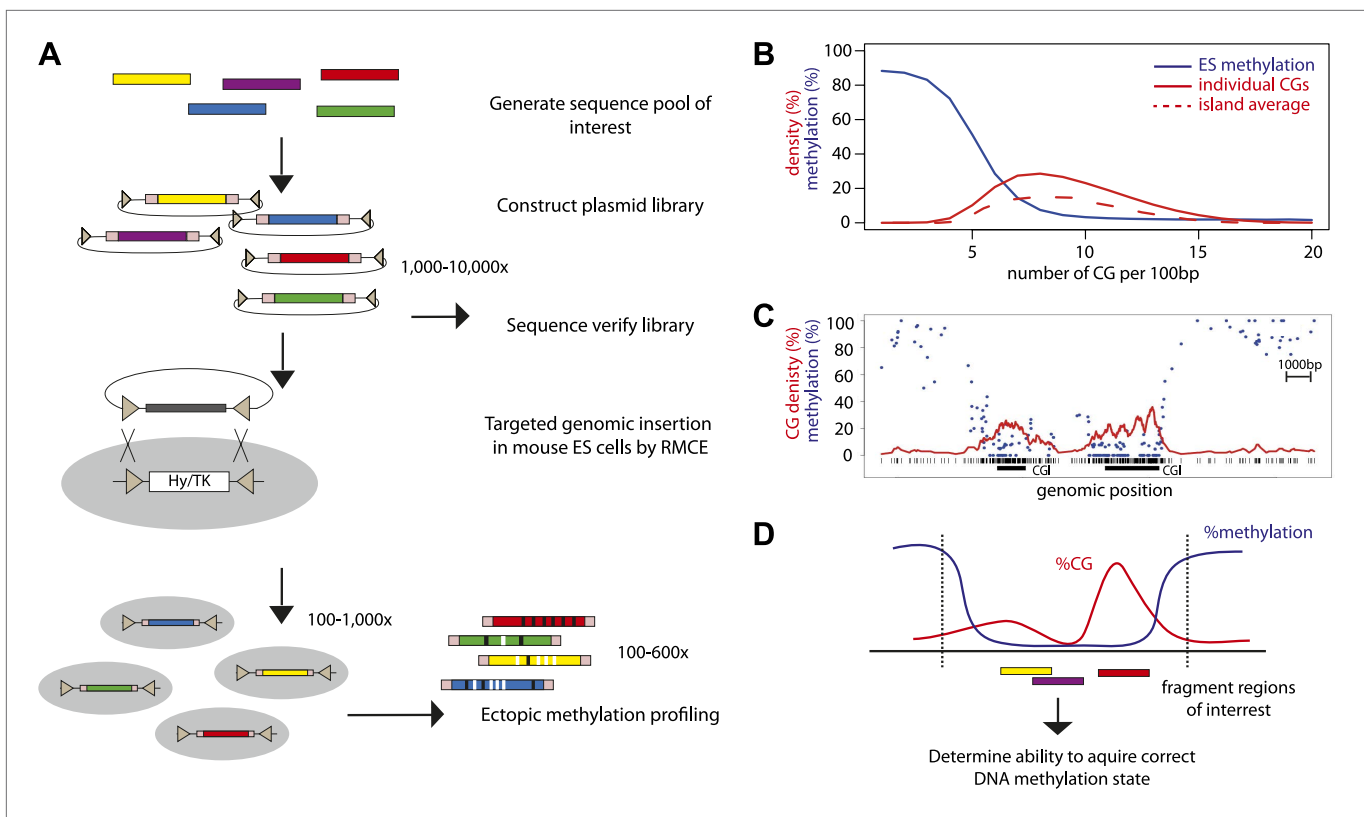 A
Generate sequence pool of
interest
Construct plasmid library
1,000-10,000x
Sequence verify library
Targeted genomic insertion
in mouse ES cells by RMCE
Hy/TK
100-1,000x
100-600x
Ectopic methylation profiling
B
density (%)
methylation (%)
100
80
60
40
20
0
ES methylation
individual CGs
island average
5
10
15
20
number of CG per 100bp
C
CG denisty (%)
methylation (%)
100
80
60
40
20
0
1000bp
CGI
CGI
genomic position
D
%methylation
%CG
fragment regions
of interrest
Determine ability to aquire correct
DNA methylation state